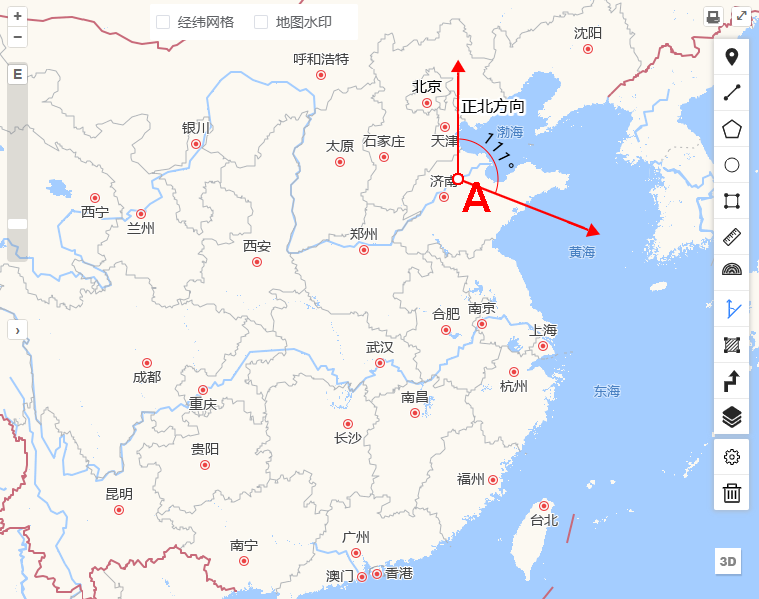 +
−
E
›
经纬网格
地图水印
呼和浩特
沈阳
北京
正北方向
银川
太原
石家庄
天津
渤海
111°
济南
A
西宁
兰州
西安
郑州
黄海
合肥
南京
上海
武汉
成都
重庆
杭州
东海
南昌
长沙
贵阳
福州
昆明
台北
南宁
广州
澳门
香港
3D